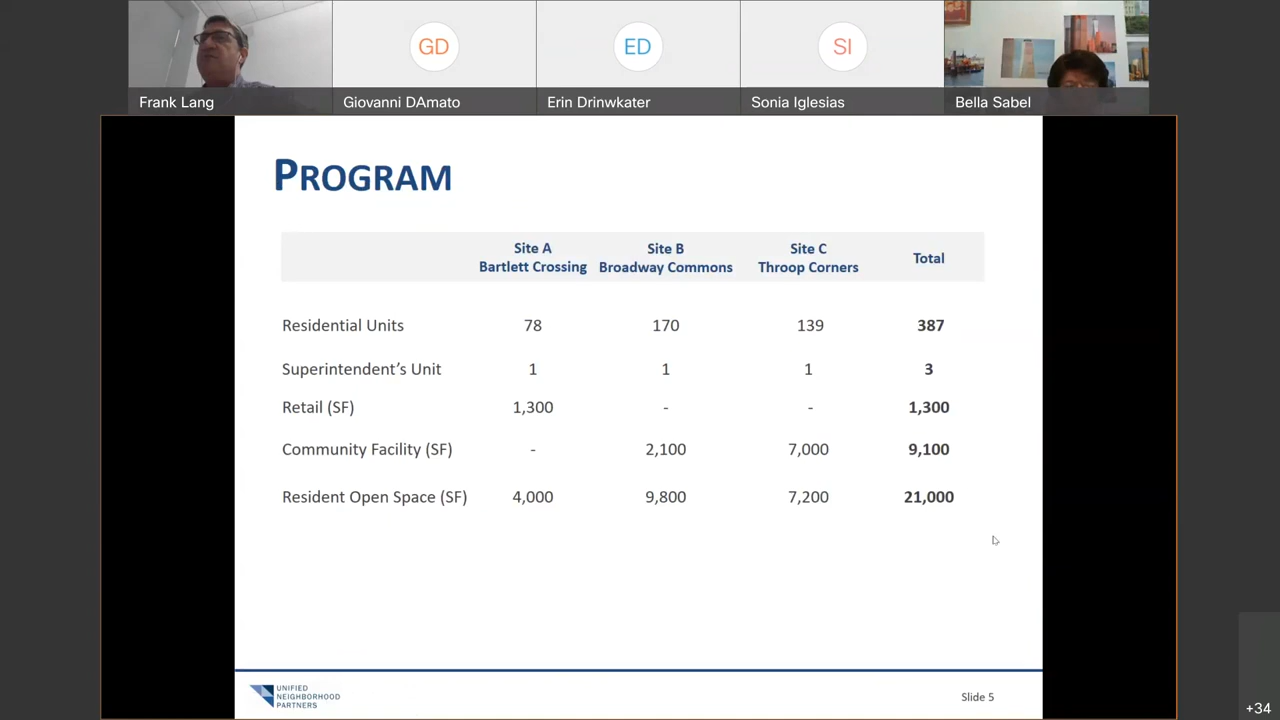 GD
ED
SI
Frank Lang
Giovanni DAmato
Erin Drinwkater
Sonia Iglesias
Bella Sabel
PROGRAM
Site A Bartlett Crossing
Site B Broadway Commons
Site C Throop Corners
Total
Residential Units 78 170 139 387
Superintendent's Unit 1 1 1 3
Retail (SF) 1,300 - - 1,300
Community Facility (SF) - 2,100 7,000 9,100
Resident Open Space (SF) 4,000 9,800 7,200 21,000
UNIFIED
NEIGHBORHOOD
PARTNERS
Slide 5
+34